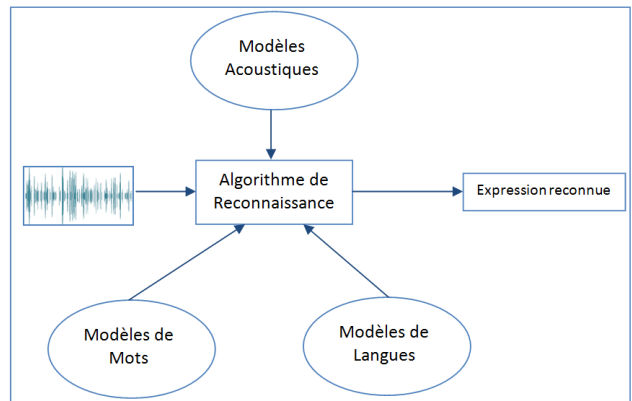 Modèles
Acoustiques
Algorithme de
Reconnaissance
Expression reconnue
Modèles de
Mots
Modèles de
Langues